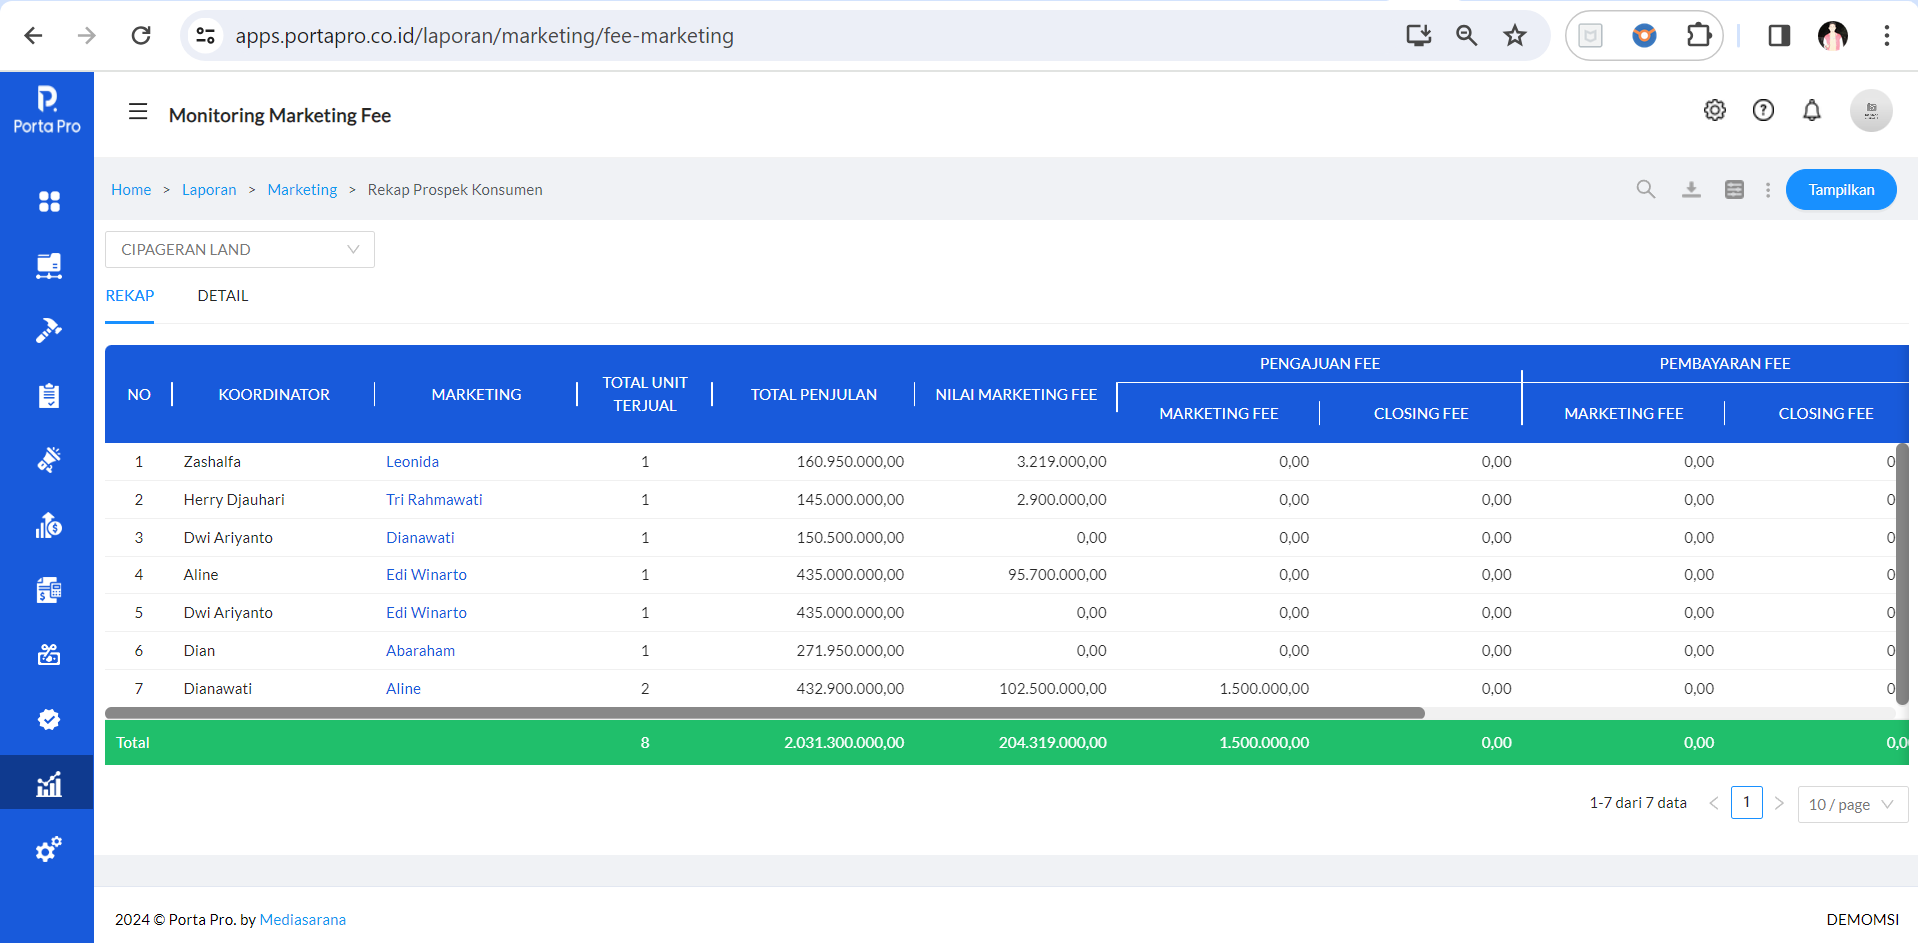 apps.portapro.co.id/laporan/marketing/fee-marketing
Porta Pro
Monitoring Marketing Fee
Home > Laporan > Marketing > Rekap Prospek Konsumen
Tampilkan
CIPAGERAN LAND
REKAP DETAIL
PENGAJUAN FEE PEMBAYARAN FEE
NO KOORDINATOR MARKETING TOTAL UNIT TERJUAL TOTAL PENJULAN NILAI MARKETING FEE MARKETING FEE CLOSING FEE MARKETING FEE CLOSING FEE
1 Zashalfa Leonida 1 160.950.000,00 3.219.000,00 0,00 0,00 0,00 0
2 Herry Djauhari Tri Rahmawati 1 145.000.000,00 2.900.000,00 0,00 0,00 0,00 0
3 Dwi Ariyanto Dianawati 1 150.500.000,00 0,00 0,00 0,00 0,00 0
4 Aline Edi Winarto 1 435.000.000,00 95.700.000,00 0,00 0,00 0,00 0
5 Dwi Ariyanto Edi Winarto 1 435.000.000,00 0,00 0,00 0,00 0,00 0
6 Dian Abaraham 1 271.950.000,00 0,00 0,00 0,00 0,00 0
7 Dianawati Aline 2 432.900.000,00 102.500.000,00 1.500.000,00 0,00 0,00 0
Total 8 2.031.300.000,00 204.319.000,00 1.500.000,00 0,00 0,00 0,0
1-7 dari 7 data < 1 > 10 / page
2024 © Porta Pro. by Mediasarana
DEMOMSI